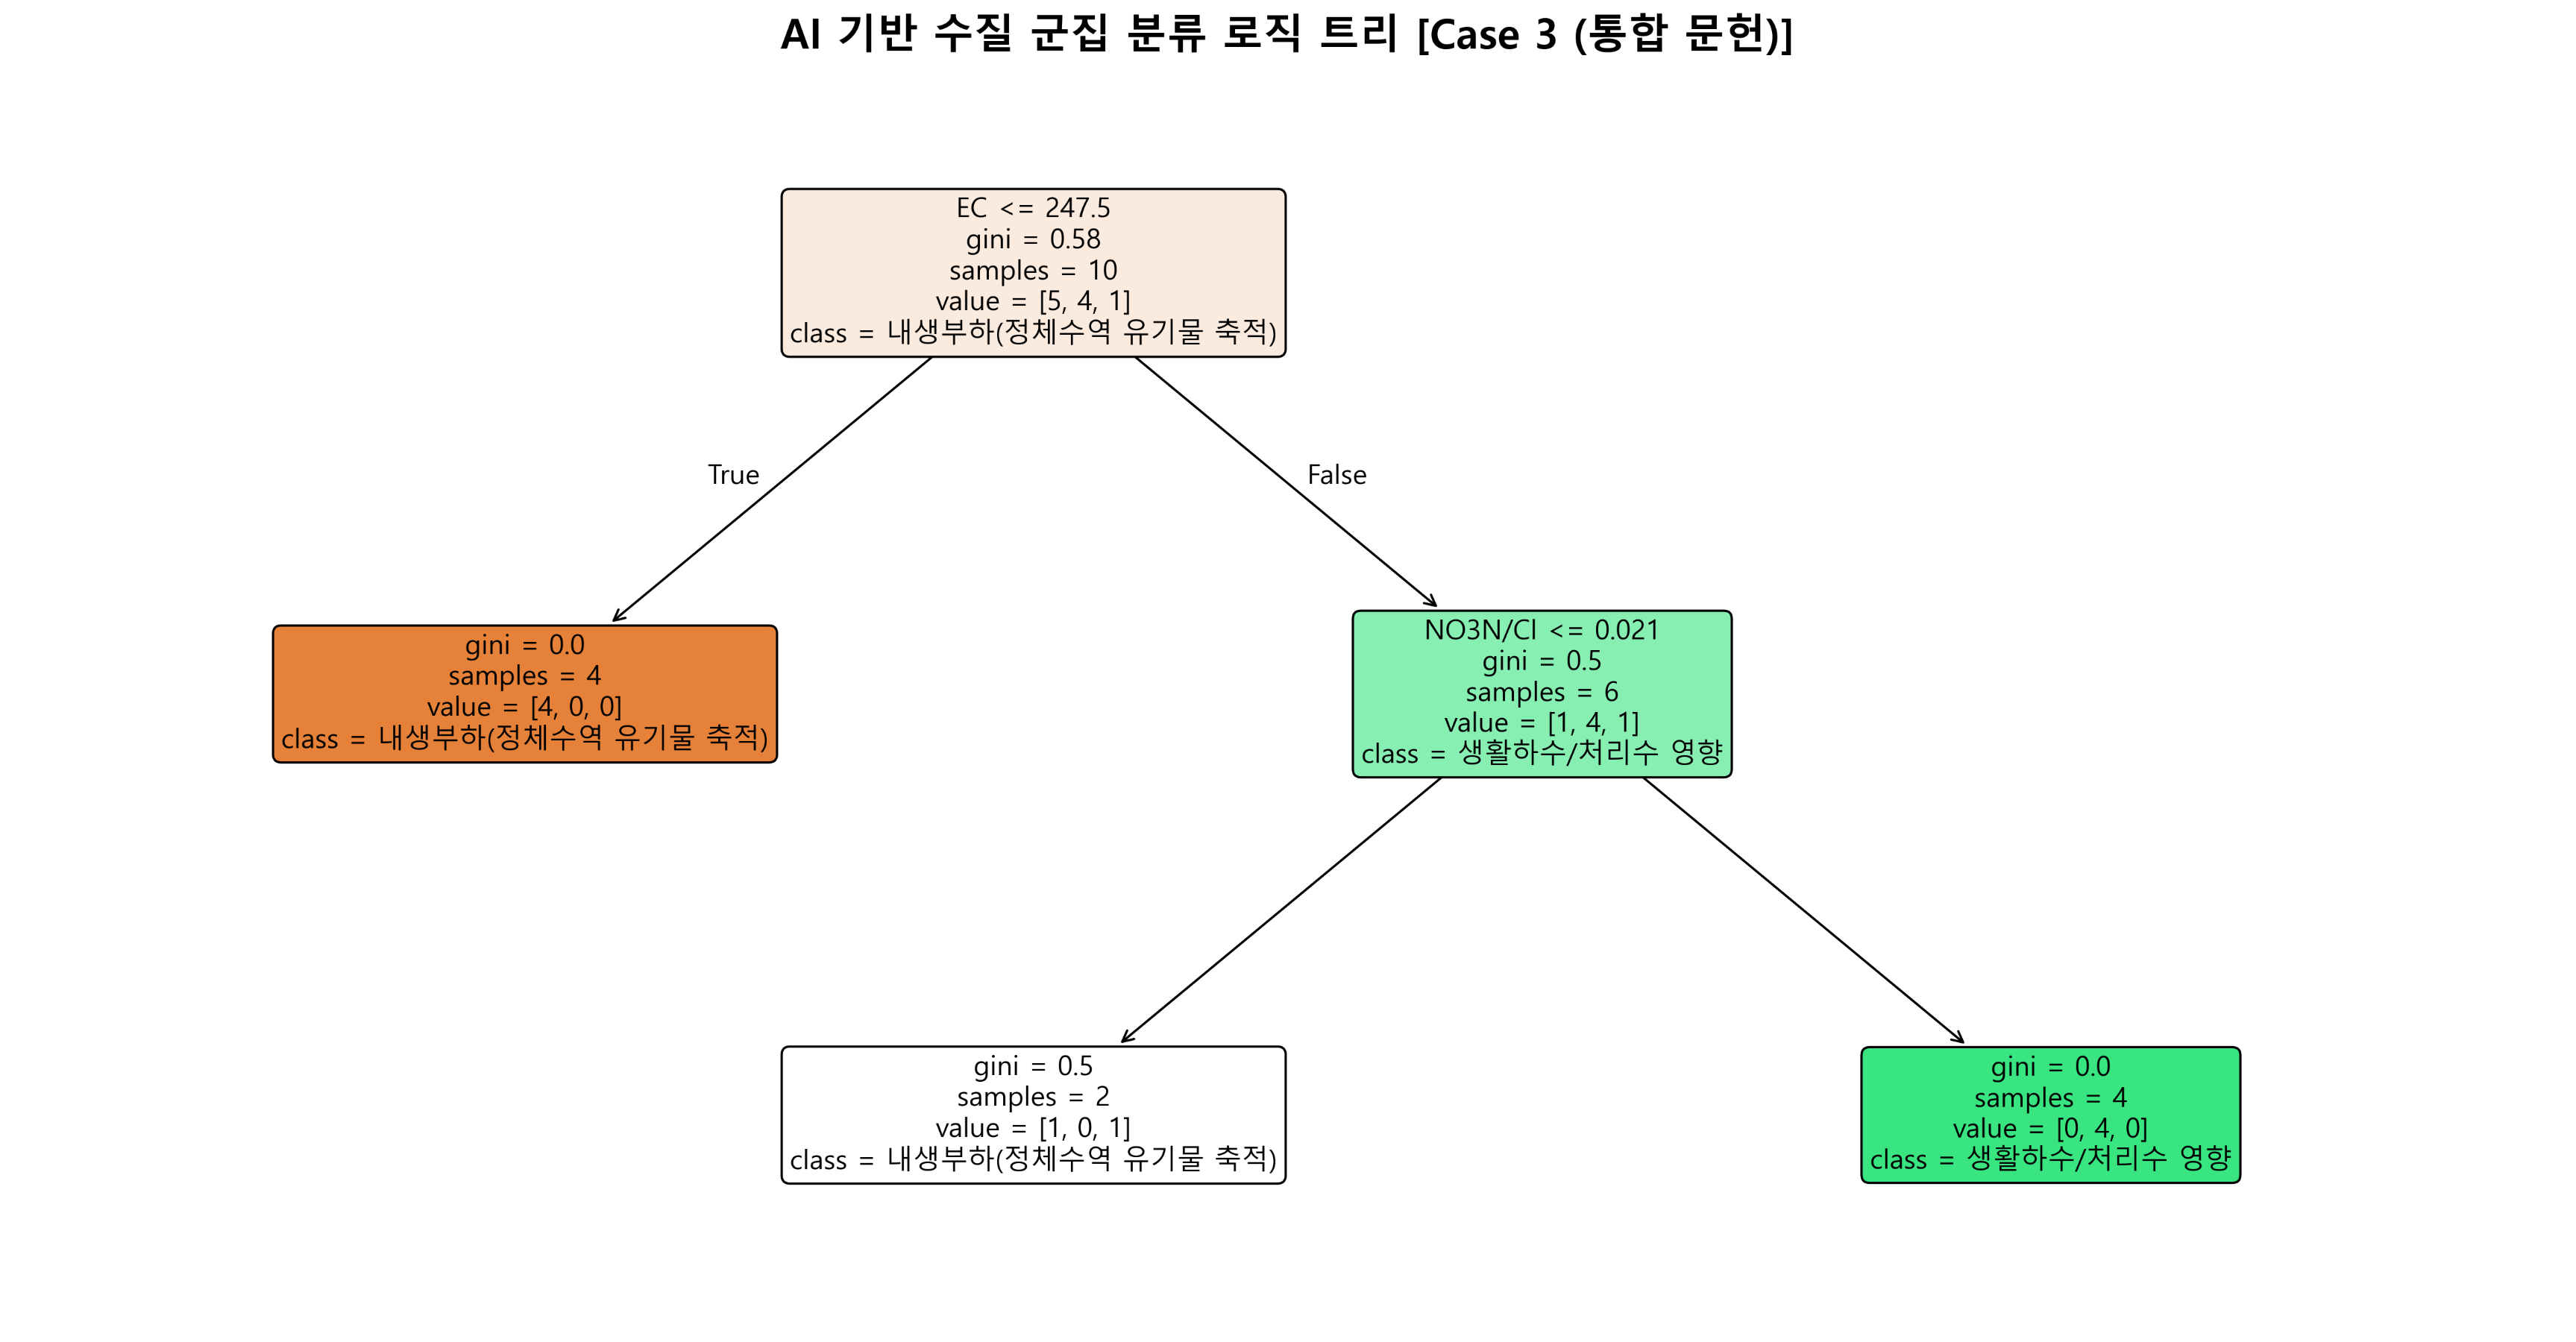 AI 기반 수질 군집 분류 로직 트리 [Case 3 (통합 문헌)]
EC <= 247.5
gini = 0.58
samples = 10
value = [5, 4, 1]
class = 내생부하(정체수역 유기물 축적)
True
False
gini = 0.0
samples = 4
value = [4, 0, 0]
class = 내생부하(정체수역 유기물 축적)
NO3N/Cl <= 0.021
gini = 0.5
samples = 6
value = [1, 4, 1]
class = 생활하수/처리수 영향
gini = 0.5
samples = 2
value = [1, 0, 1]
class = 내생부하(정체수역 유기물 축적)
gini = 0.0
samples = 4
value = [0, 4, 0]
class = 생활하수/처리수 영향